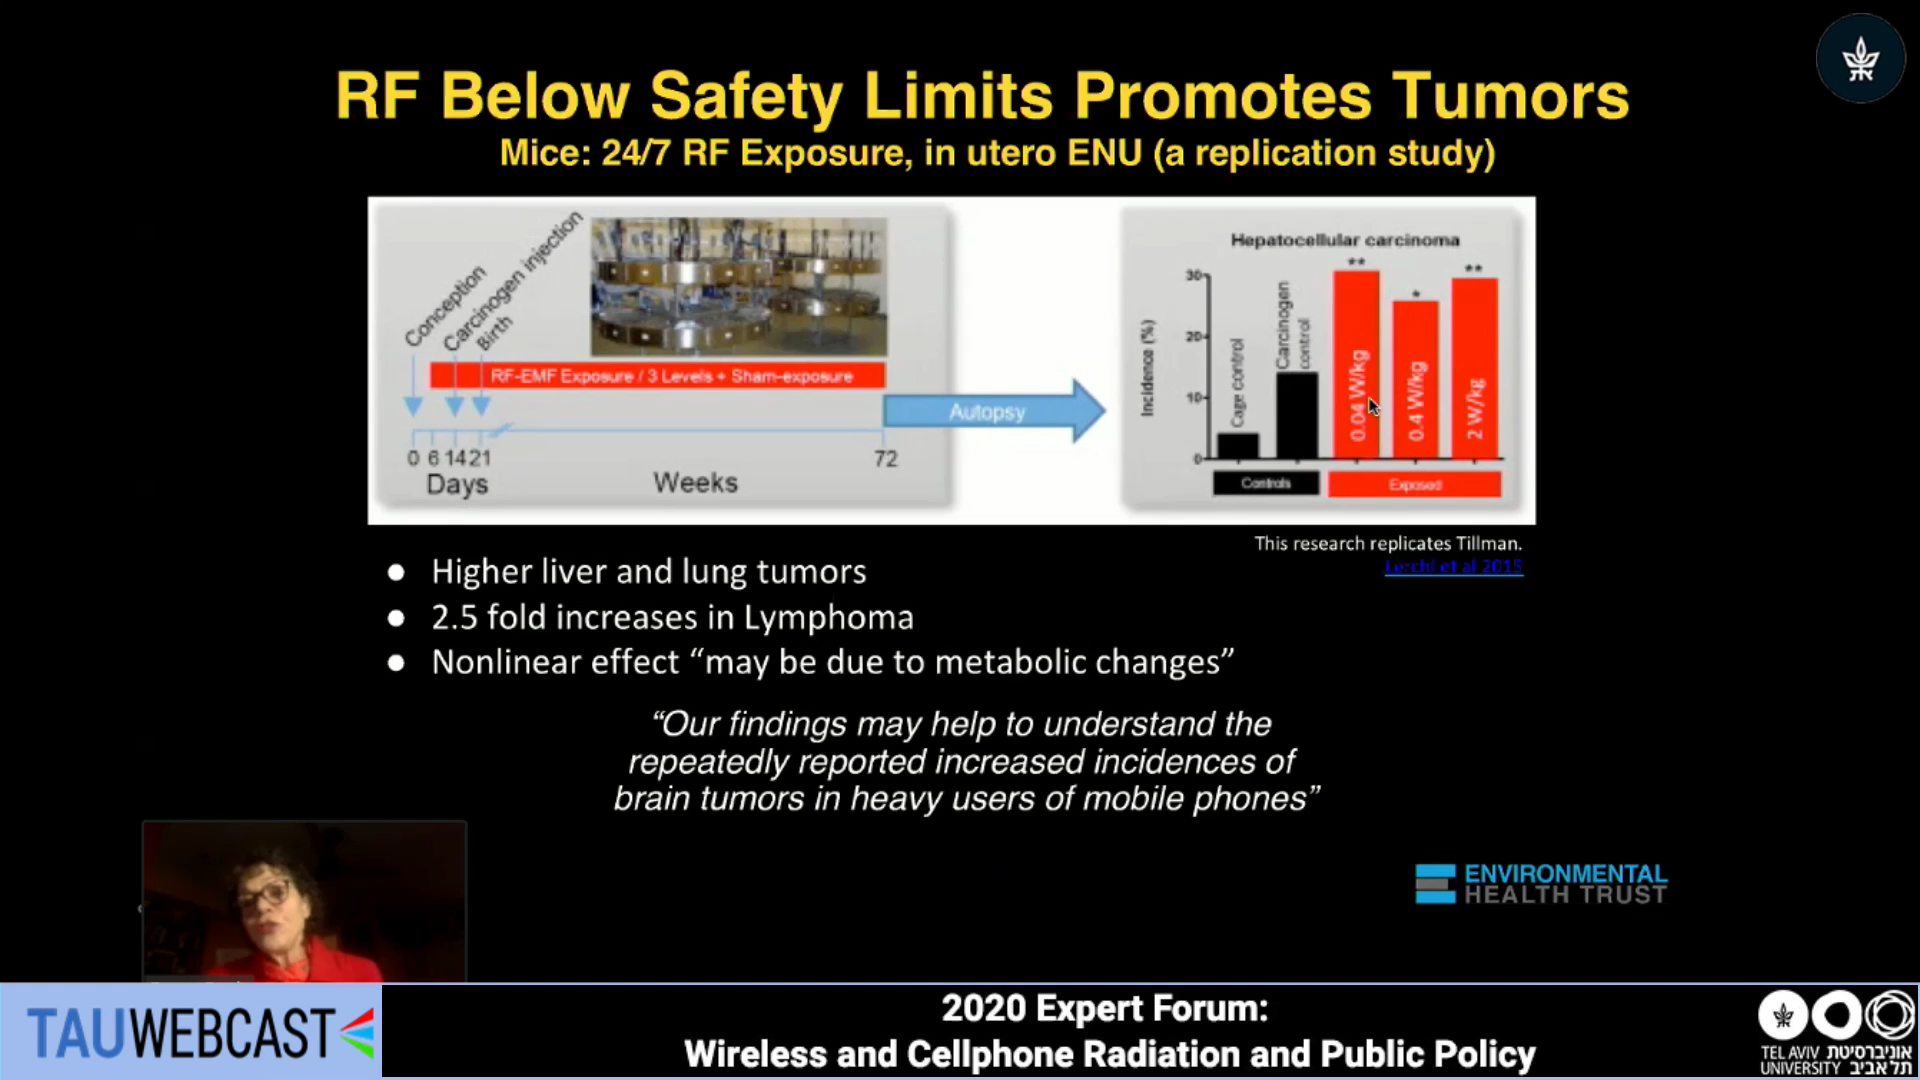 RF Below Safety Limits Promotes Tumors
Mice: 24/7 RF Exposure, in utero ENU (a replication study)
Conception
Carcinogen injection
Birth
RF-EMF Exposure / 3 Levels + Sham-exposure
Autopsy
0 6 14 21
72
Days
Weeks
Hepatocellular carcinoma
Incidence (%)
30
20
10
0
Cage control
Carcinogen
control
**
0.04 W/kg
*
0.4 W/kg
**
2 W/kg
Controls
Exposed
This research replicates Tillman.
Lerchl et al 2015
● Higher liver and lung tumors
● 2.5 fold increases in Lymphoma
● Nonlinear effect “may be due to metabolic changes”
“Our findings may help to understand the
repeatedly reported increased incidences of
brain tumors in heavy users of mobile phones”
ENVIRONMENTAL
HEALTH TRUST
TAUWEBCAST
2020 Expert Forum:
Wireless and Cellphone Radiation and Public Policy
TEL AVIV אוניברסיטת
UNIVERSITY תל אביב